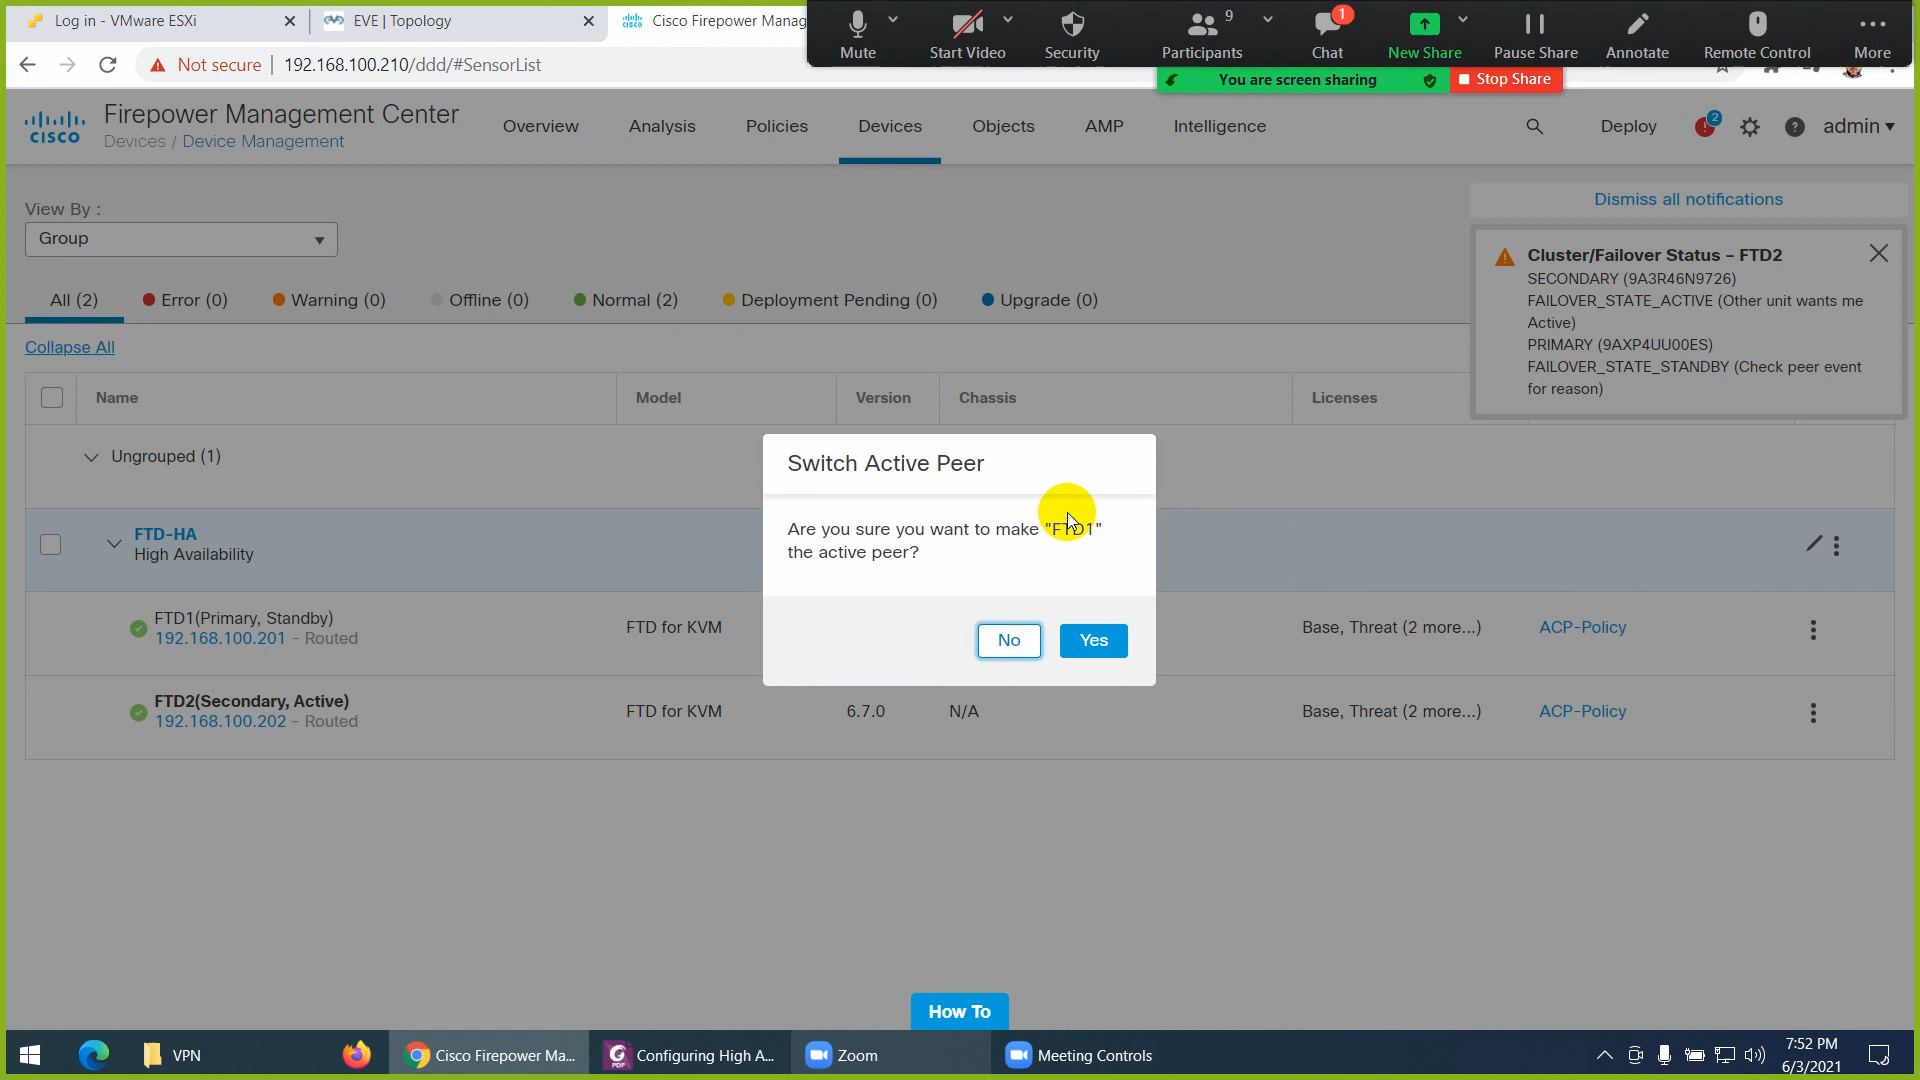 Log in - VMware ESXi
EVE | Topology
Cisco Firepower Manag
Mute
Start Video
Security
Participants
9
Chat
1
New Share
Pause Share
Annotate
Remote Control
More
Not secure
192.168.100.210/ddd/#SensorList
You are screen sharing
Stop Share
CISCO
Firepower Management Center
Devices / Device Management
Overview
Analysis
Policies
Devices
Objects
AMP
Intelligence
Deploy
2
admin
View By :
Group
Dismiss all notifications
Cluster/Failover Status - FTD2
SECONDARY (9A3R46N9726)
FAILOVER_STATE_ACTIVE (Other unit wants me
Active)
PRIMARY (9AXP4UU00ES)
FAILOVER_STATE_STANDBY (Check peer event
for reason)
All (2)
Error (0)
Warning (0)
Offline (0)
Normal (2)
Deployment Pending (0)
Upgrade (0)
Collapse All
Name
Model
Version
Chassis
Licenses
Ungrouped (1)
Switch Active Peer
Are you sure you want to make "FTD1"
the active peer?
No
Yes
FTD-HA
High Availability
FTD1(Primary, Standby)
192.168.100.201 - Routed
FTD for KVM
Base, Threat (2 more...)
ACP-Policy
FTD2(Secondary, Active)
192.168.100.202 - Routed
FTD for KVM
6.7.0
N/A
Base, Threat (2 more...)
ACP-Policy
How To
VPN
Cisco Firepower Ma...
PDF
Configuring High A...
Zoom
Meeting Controls
7:52 PM
6/3/2021